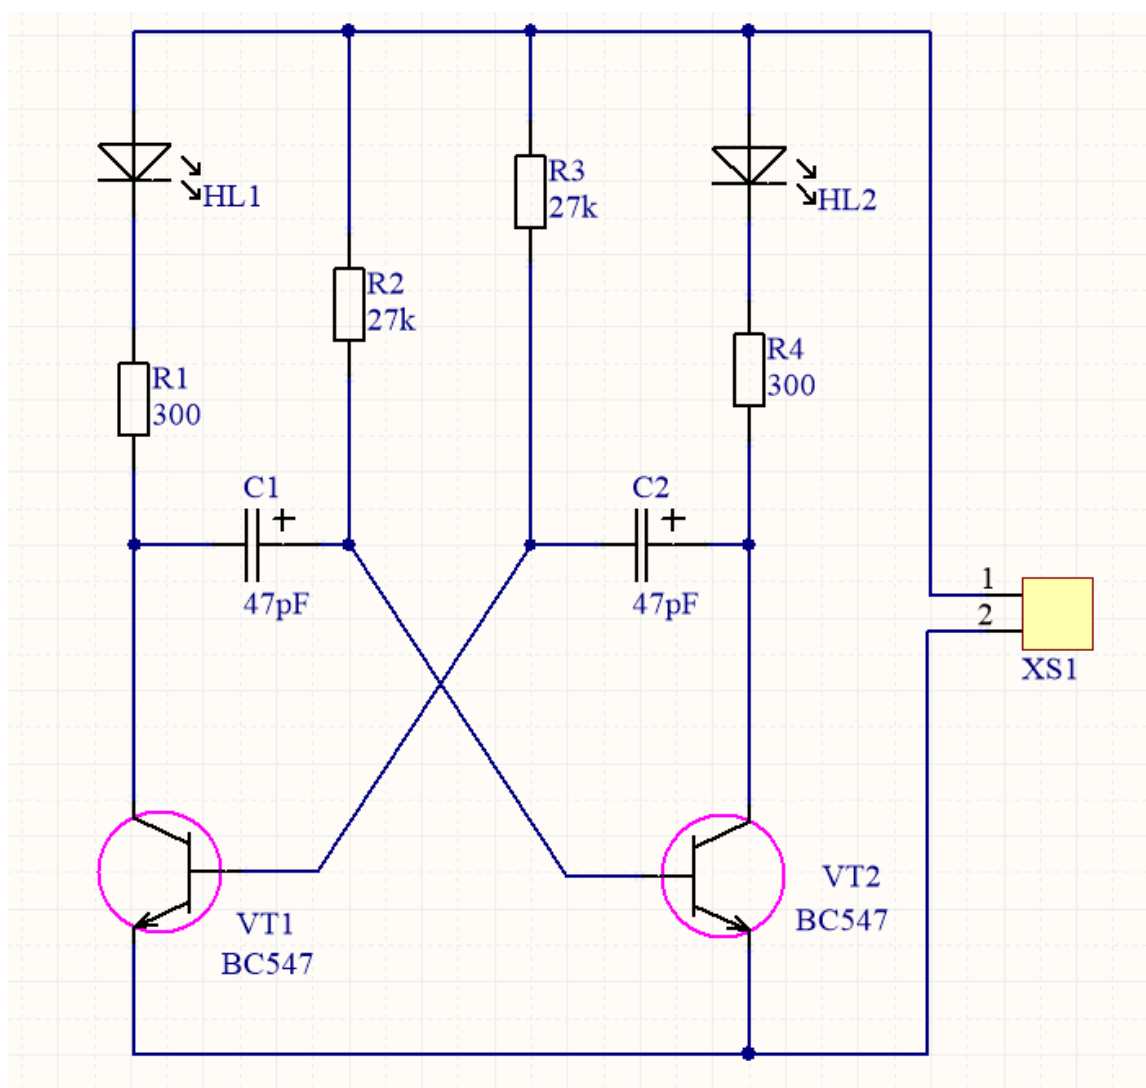 HL1
R3
27k
HL2
R2
27k
R4
300
R1
300
C1
+
C2
+
47pF
47pF
1
2
XS1
VT2
BC547
VT1
BC547